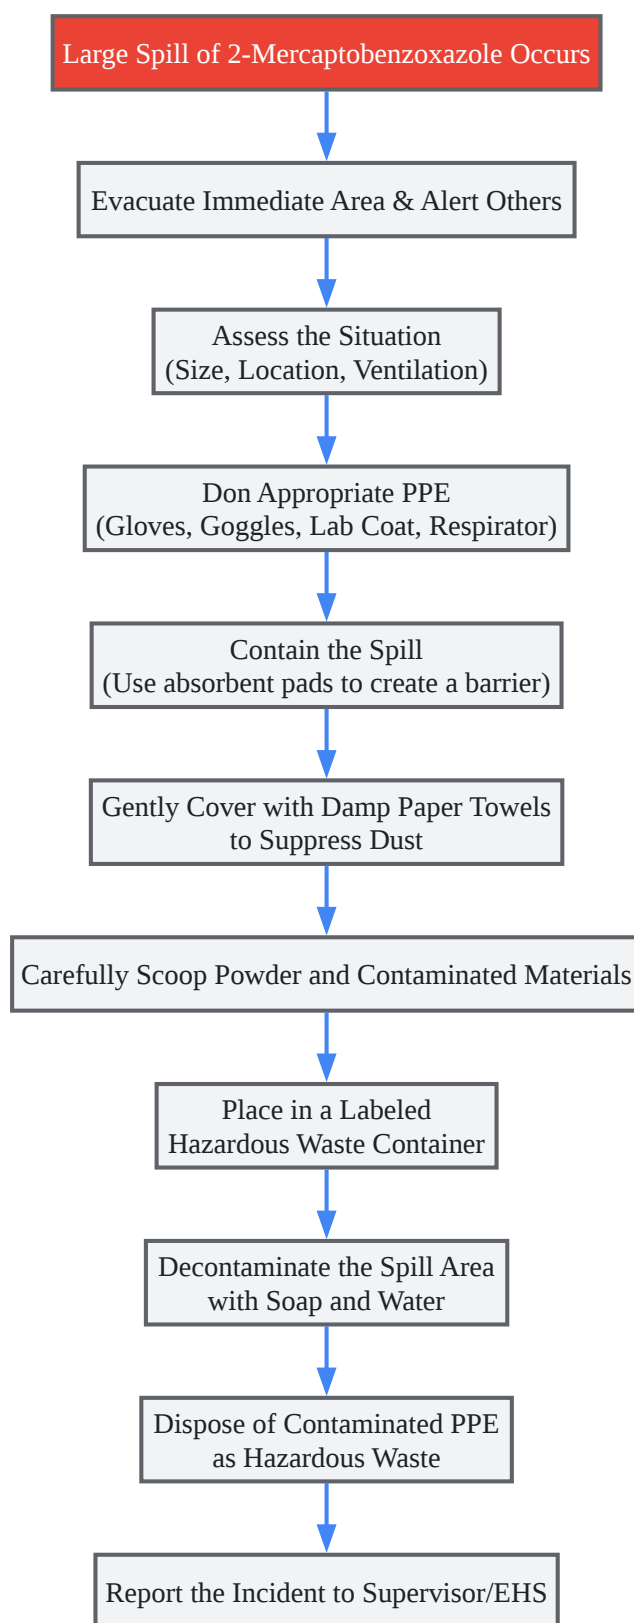 Large Spill of 2-Mercaptobenzoxazole Occurs
Evacuate Immediate Area & Alert Others
Assess the Situation
(Size, Location, Ventilation)
Don Appropriate PPE
(Gloves, Goggles, Lab Coat, Respirator)
Contain the Spill
(Use absorbent pads to create a barrier)
Gently Cover with Damp Paper Towels
to Suppress Dust
Carefully Scoop Powder and Contaminated Materials
Place in a Labeled
Hazardous Waste Container
Decontaminate the Spill Area
with Soap and Water
Dispose of Contaminated PPE
as Hazardous Waste
Report the Incident to Supervisor/EHS